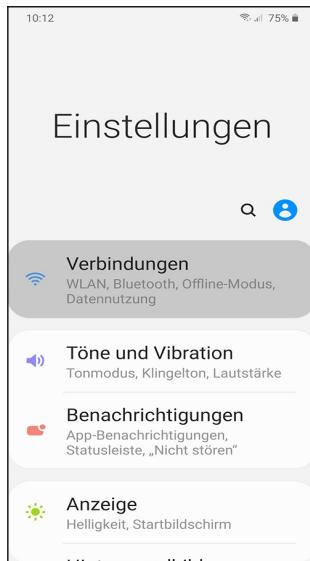 10:12
75%
Einstellungen
Verbindungen
WLAN, Bluetooth, Offline-Modus,
Datennutzung
Töne und Vibration
Tonmodus, Klingelton, Lautstärke
Benachrichtigungen
App-Benachrichtigungen,
Statusleiste, „Nicht stören“
Anzeige
Helligkeit, Startbildschirm